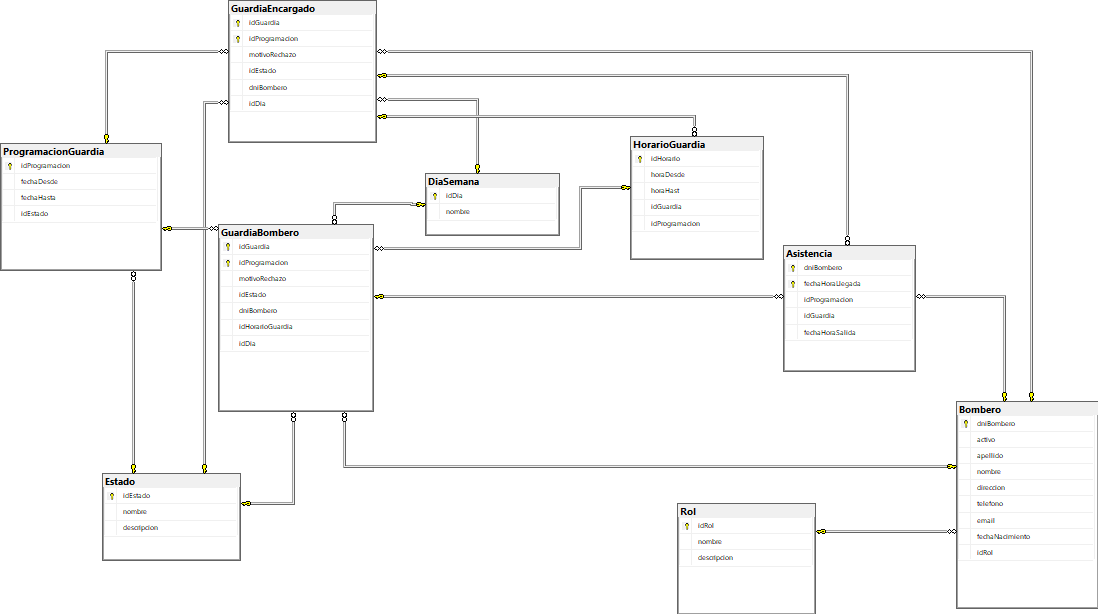 GuardiaEncargado
idGuardia
idProgramacion
motivoRechazo
idEstado
dniBombero
idDia
ProgramacionGuardia
idProgramacion
fechaDesde
fechaHasta
idEstado
HorarioGuardia
idHorario
horaDesde
horaHast
idGuardia
idProgramacion
DiaSemana
idDia
nombre
GuardiaBombero
idGuardia
idProgramacion
motivoRechazo
idEstado
dniBombero
idHorarioGuardia
idDia
Asistencia
dniBombero
fechaHoraLlegada
idProgramacion
idGuardia
fechaHoraSalida
Bombero
dniBombero
activo
apellido
nombre
direccion
telefono
email
fechaNacimiento
idRol
Estado
idEstado
nombre
descripcion
Rol
idRol
nombre
descripcion